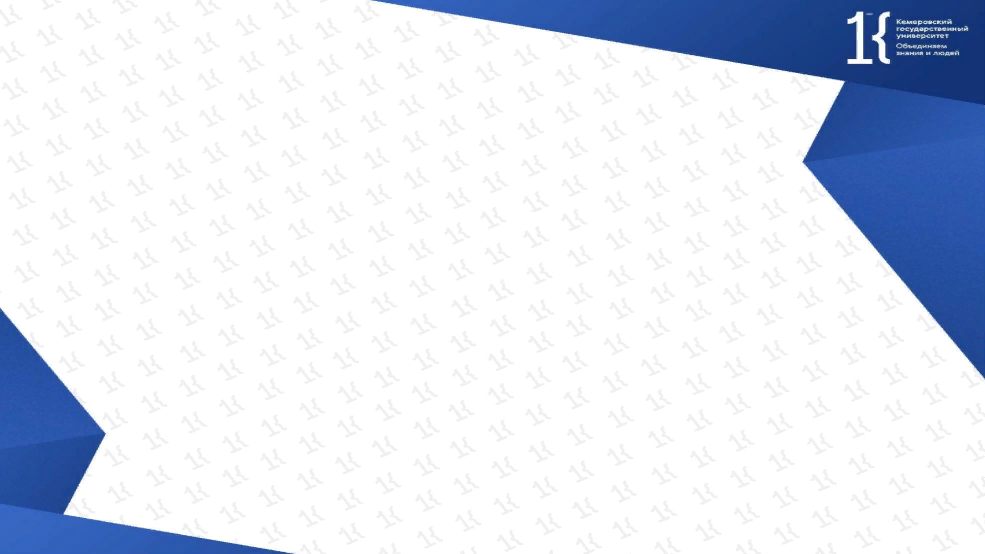 Кемеровский
государственный
университет
Объединяем
знания и людей